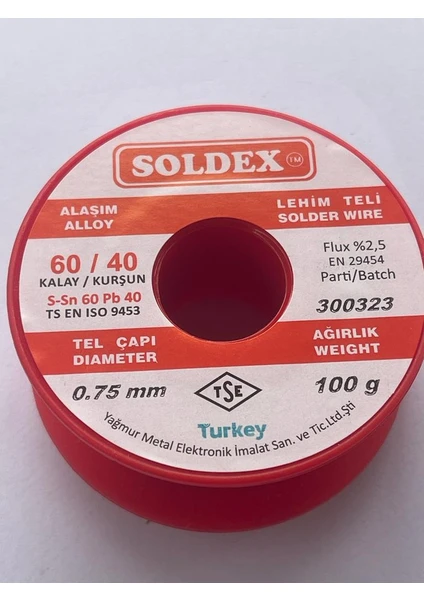 SOLDEX TM
ALAŞIM
ALLOY
LEHİM TELİ
SOLDER WIRE
60 / 40
KALAY / KURŞUN
S-Sn 60 Pb 40
TS EN ISO 9453
Flux %2,5
EN 29454
Parti/Batch
300323
TEL ÇAPI
DIAMETER
AĞIRLIK
WEIGHT
0.75 mm
TSE
100 g
Turkey
Yağmur Metal Elektronik İmalat San. ve Tic.Ltd.Şti